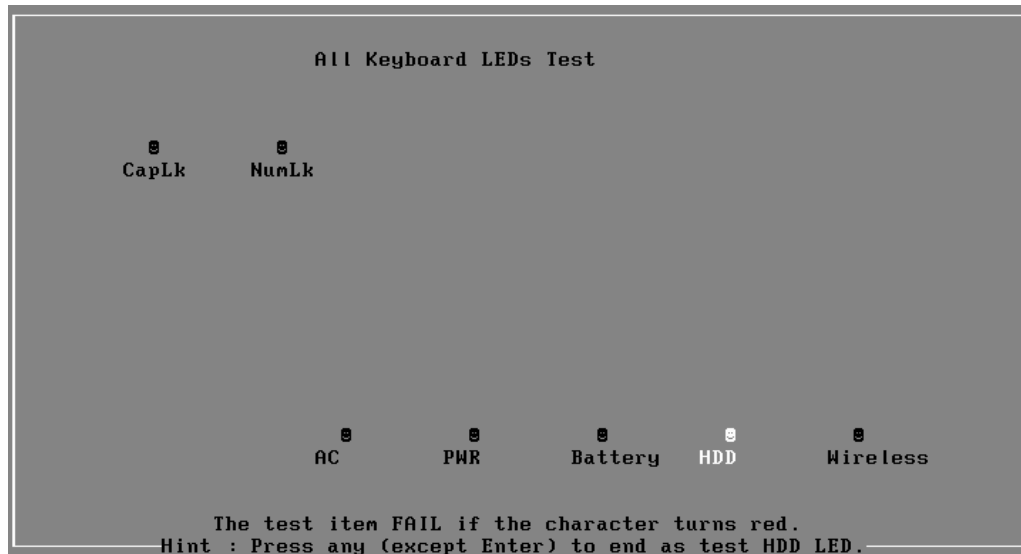 All Keyboard LEDs Test
CapLk NumLk
AC PWR Battery HDD Wireless
The test item FAIL if the character turns red.
Hint : Press any (except Enter) to end as test HDD LED.